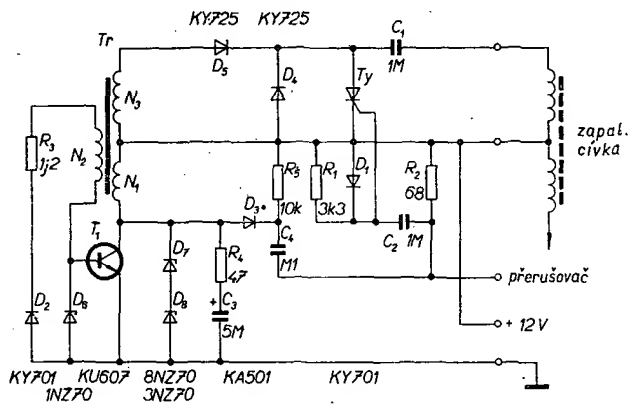 KY725 KY725
Tr
D5
D4
Ty
C1
1M
N3
R3
1j2
N2
N1
R5
10k
R1
3k3
D1
R2
68
zapal.
cívka
T1
D3
C4
M1
C2 1M
D7
R4
47
přerušovač
D2
D6
D8
+ C3
5M
+ 12 V
KY701 KU607 8NZ70 KA501 KY701
1NZ70 3NZ70